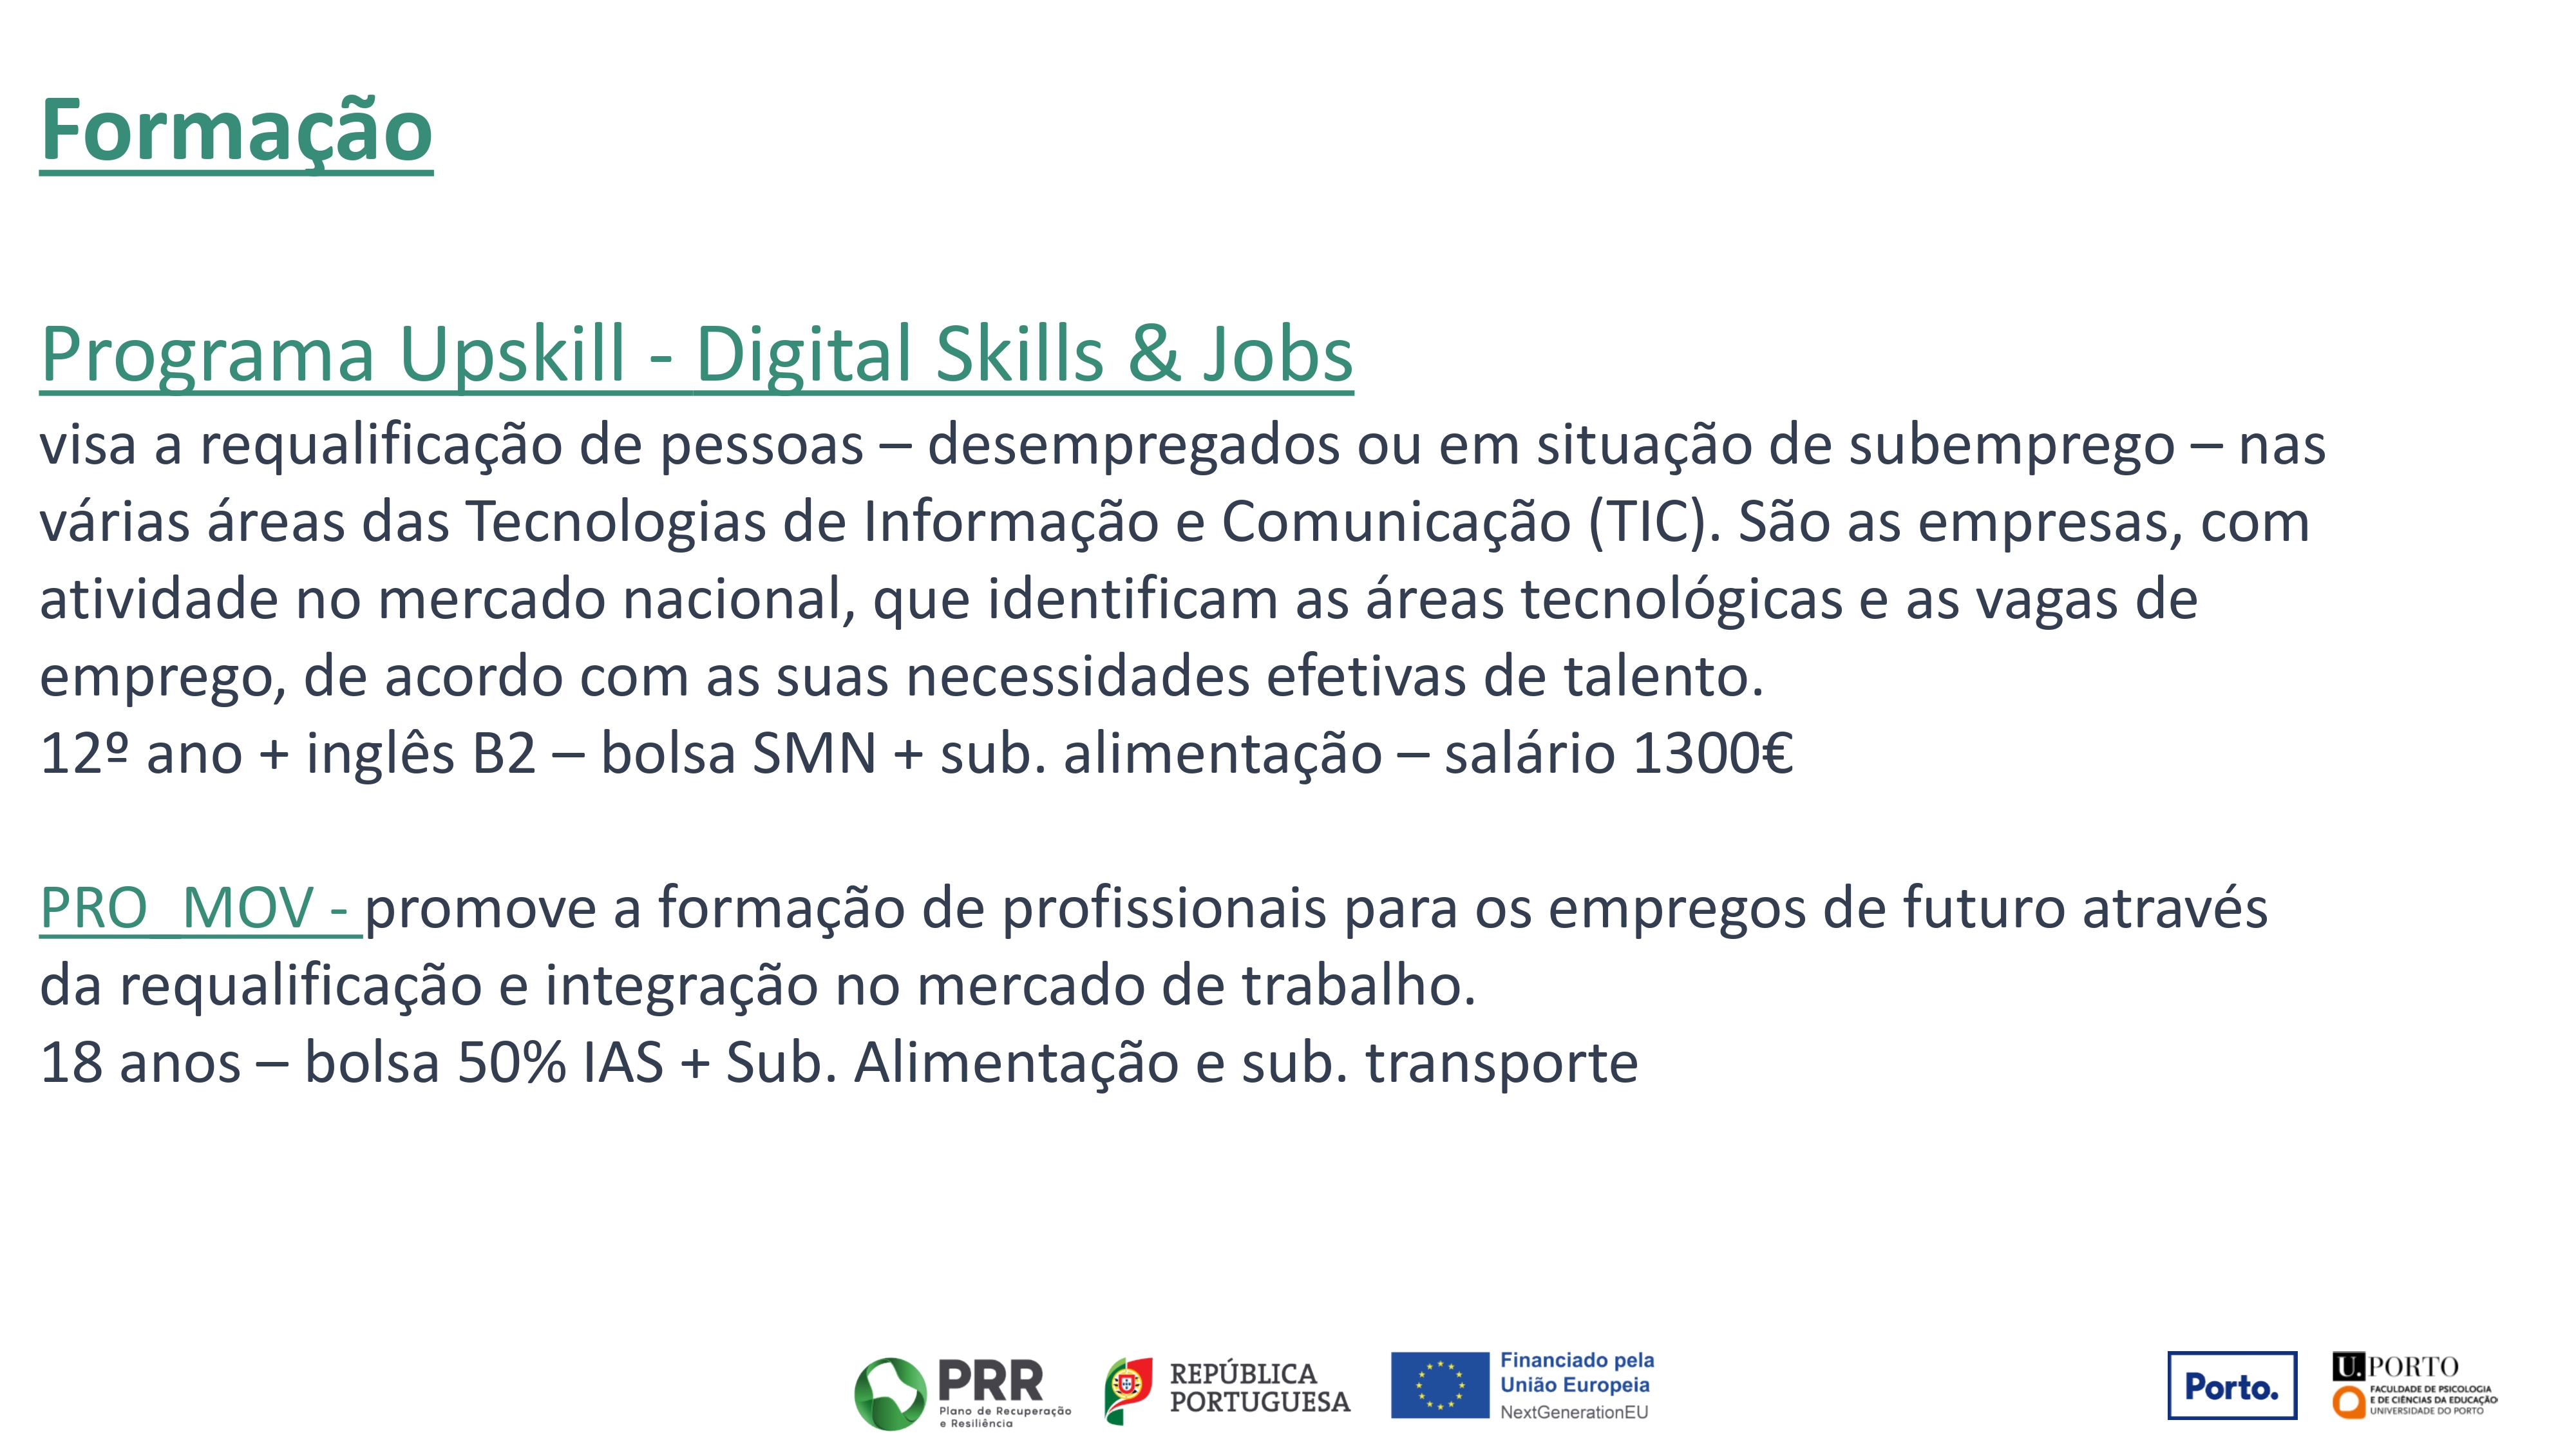 Formação
Programa Upskill - Digital Skills & Jobs
visa a requalificação de pessoas – desempregados ou em situação de subemprego – nas
várias áreas das Tecnologias de Informação e Comunicação (TIC). São as empresas, com
atividade no mercado nacional, que identificam as áreas tecnológicas e as vagas de
emprego, de acordo com as suas necessidades efetivas de talento.
12º ano + inglês B2 – bolsa SMN + sub. alimentação – salário 1300€
PRO_MOV - promove a formação de profissionais para os empregos de futuro através
da requalificação e integração no mercado de trabalho.
18 anos – bolsa 50% IAS + Sub. Alimentação e sub. transporte
PRR
Plano de Recuperação
e Resiliência
REPÚBLICA
PORTUGUESA
Financiado pela
União Europeia
NextGenerationEU
Porto.
U.PORTO
FACULDADE DE PSICOLOGIA
E DE CIÊNCIAS DA EDUCAÇÃO
UNIVERSIDADE DO PORTO